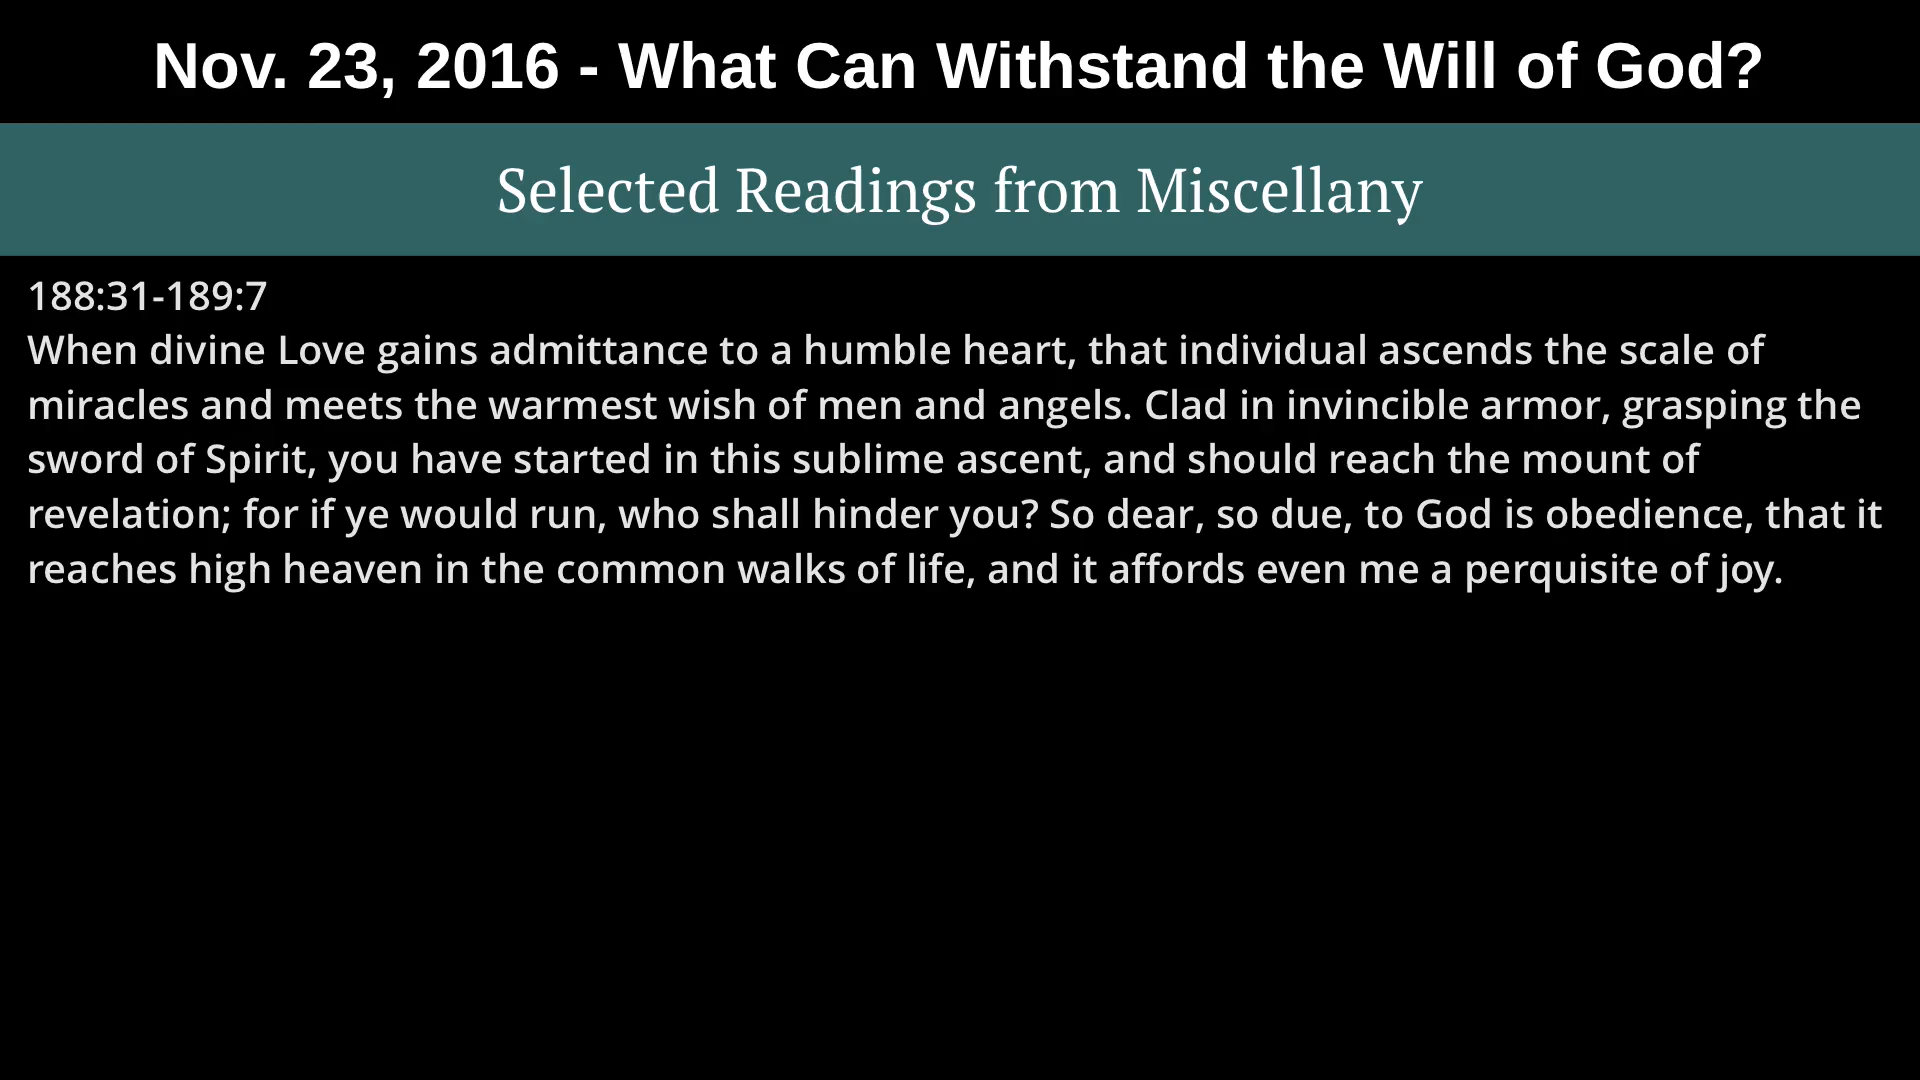 Nov. 23, 2016 - What Can Withstand the Will of God?
Selected Readings from Miscellany
188:31-189:7
When divine Love gains admittance to a humble heart, that individual ascends the scale of
miracles and meets the warmest wish of men and angels. Clad in invincible armor, grasping the
sword of Spirit, you have started in this sublime ascent, and should reach the mount of
revelation; for if ye would run, who shall hinder you? So dear, so due, to God is obedience, that it
reaches high heaven in the common walks of life, and it affords even me a perquisite of joy.